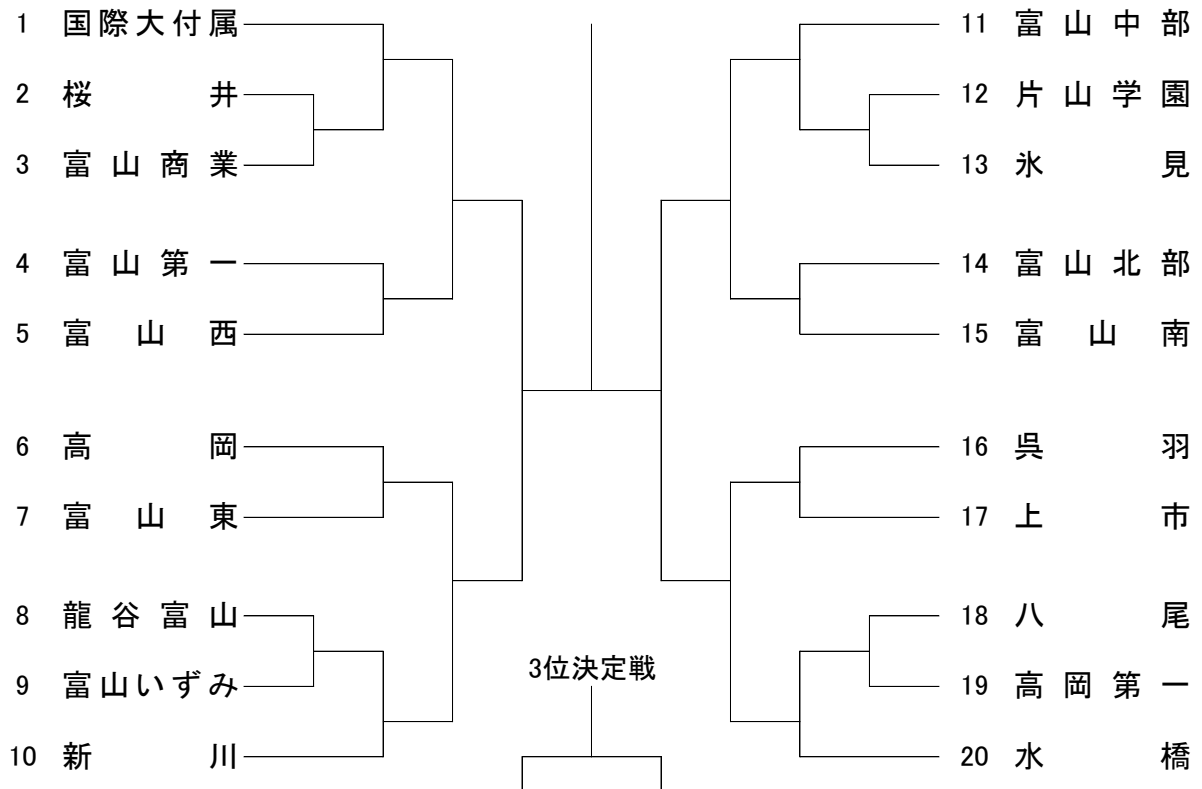 1 国際大付属
2 桜井
3 富山商業
4 富山第一
5 富山西
6 高岡
7 富山東
8 龍谷富山
9 富山いずみ
10 新川
3位決定戦
11 富山中部
12 片山学園
13 氷見
14 富山北部
15 富山南
16 呉羽
17 上市
18 八尾
19 高岡第一
20 水橋